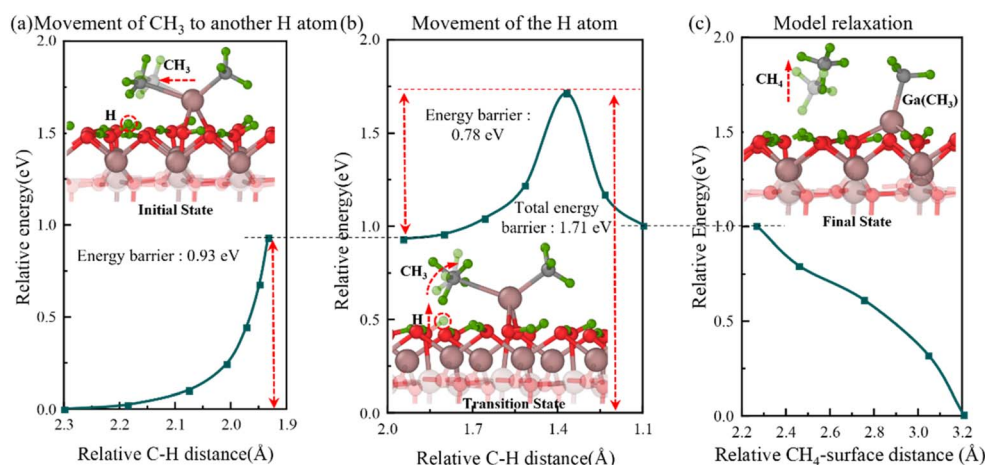 (a)Movement of CH3 to another H atom
Relative energy(eV)
2.0
1.5
1.0
0.5
0.0
CH3
H
Initial State
Energy barrier : 0.93 eV
2.3
2.2
2.1
2.0
1.9
Relative C-H distance(Å)
(b)
Movement of the H atom
Relative energy(eV)
2.0
1.5
1.0
0.5
0.0
Energy barrier :
0.78 eV
Total energy
barrier : 1.71 eV
CH3
H
Transition State
2.0
1.7
1.4
1.1
Relative C-H distance(Å)
(c)
Model relaxation
Relative Energy(eV)
2.0
1.5
1.0
0.5
0.0
CH4
Ga(CH3)
Final State
2.2
2.4
2.6
2.8
3.0
3.2
Relative CH4-surface distance (Å)